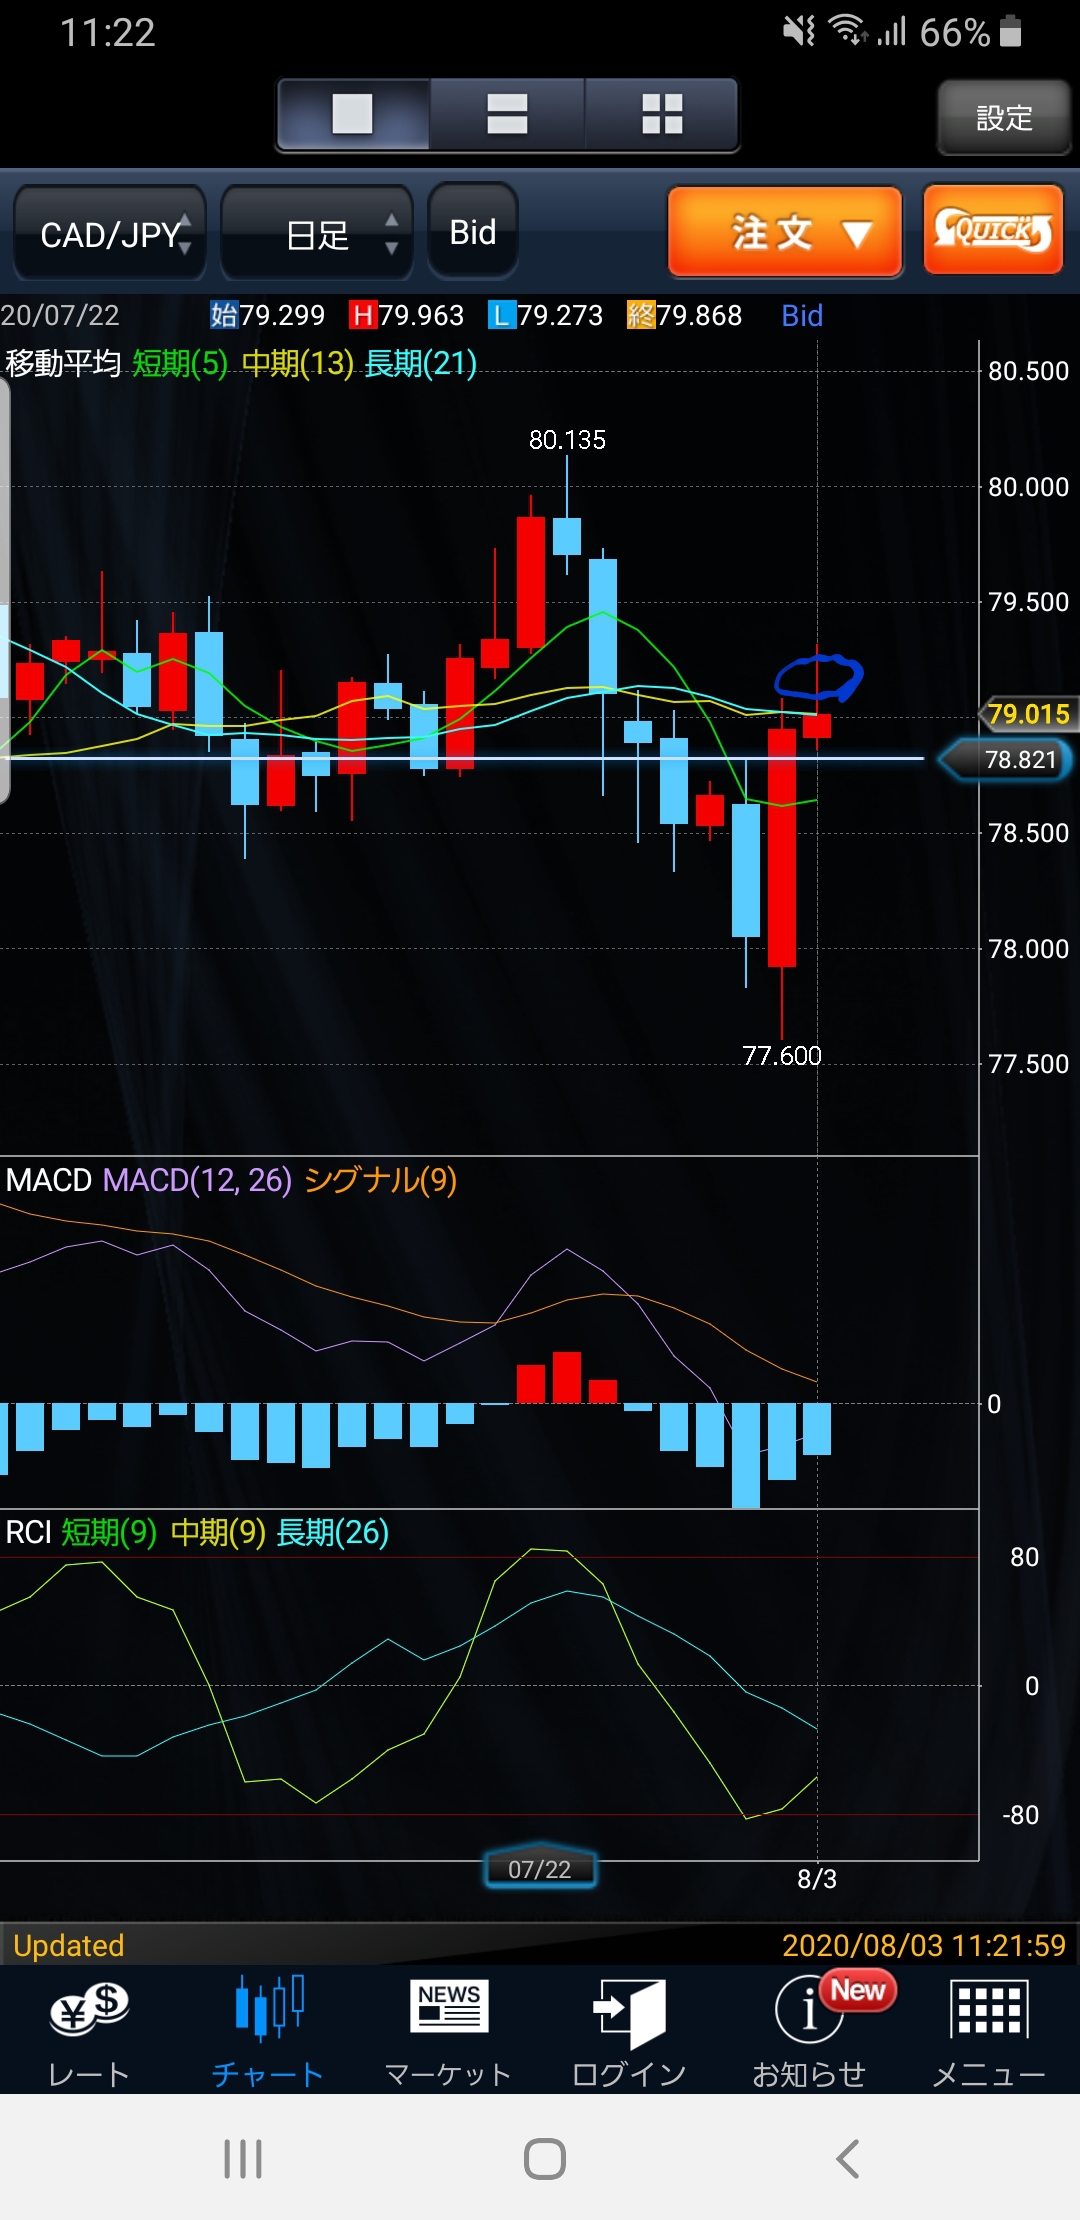 11:22 66%
設定
CAD/JPY 日足 Bid 注文 ▼ QUICK
20/07/22 始79.299 H79.963 L79.273 終79.868 Bid
移動平均 短期(5) 中期(13) 長期(21)
80.500
80.135
80.000
79.500
79.015
78.821
78.500
78.000
77.600
77.500
MACD MACD(12, 26) シグナル(9)
0
RCI 短期(9) 中期(9) 長期(26)
80
0
-80
07/22
8/3
Updated 2020/08/03 11:21:59
NEWS New
レート チャート マーケット ログイン お知らせ メニュー